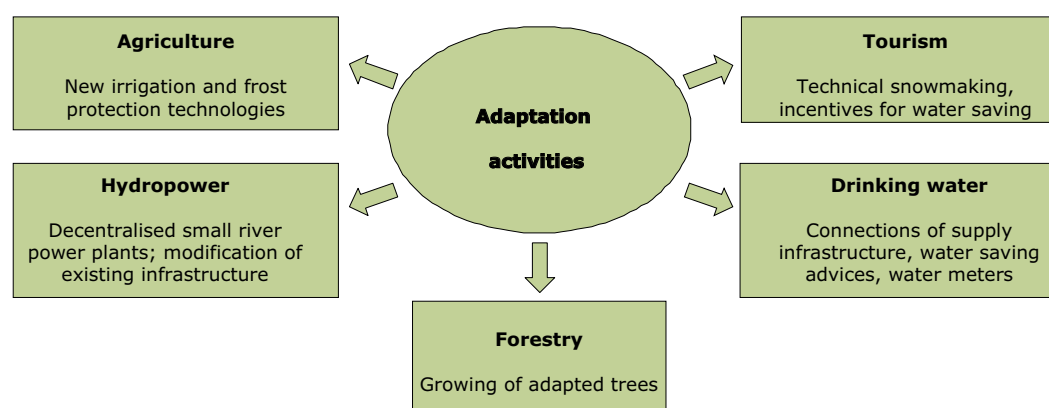 Agriculture
New irrigation and frost
protection technologies
Adaptation
activities
Tourism
Technical snowmaking,
incentives for water saving
Hydropower
Decentralised small river
power plants; modification of
existing infrastructure
Drinking water
Connections of supply
infrastructure, water saving
advices, water meters
Forestry
Growing of adapted trees